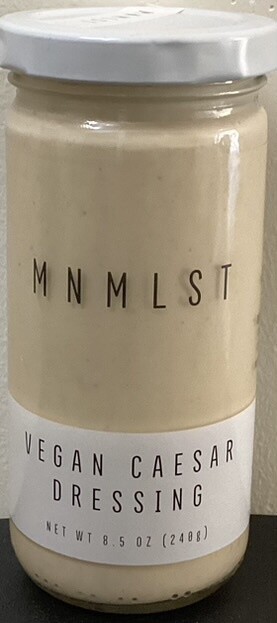 MNMLST
VEGAN CAESAR
DRESSING
NET WT 8.5 OZ (240g)